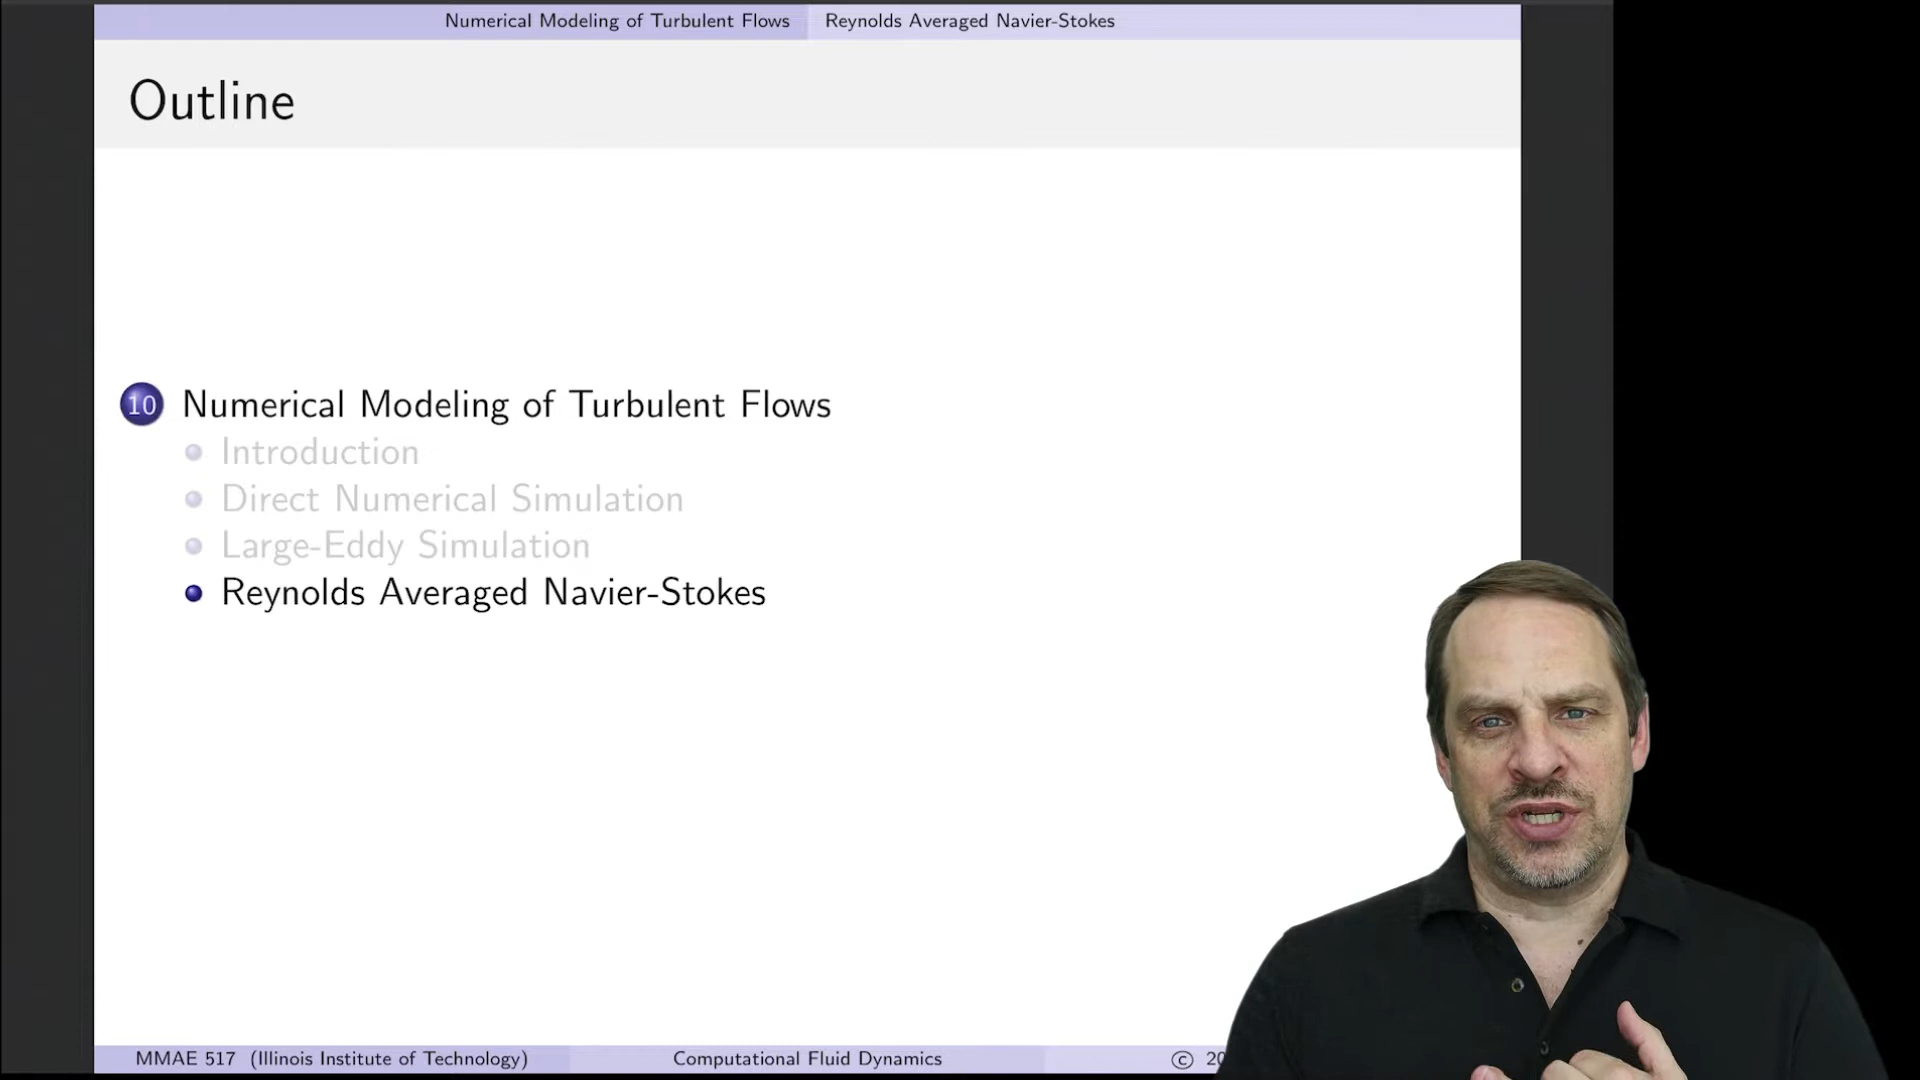 Numerical Modeling of Turbulent Flows Reynolds Averaged Navier-Stokes
Outline
10 Numerical Modeling of Turbulent Flows
Introduction
Direct Numerical Simulation
Large-Eddy Simulation
Reynolds Averaged Navier-Stokes
MMAE 517 (Illinois Institute of Technology) Computational Fluid Dynamics ©